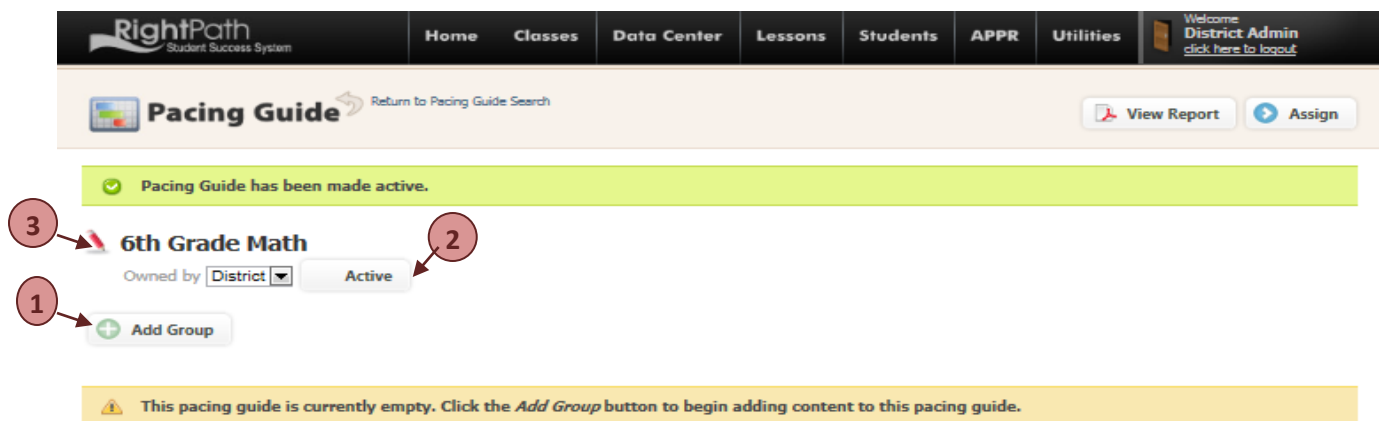 RightPath
Student Success System
Home Classes Data Center Lessons Students APPR Utilities
Welcome
District Admin
click here to logout
Pacing Guide
Return to Pacing Guide Search
View Report
Assign
Pacing Guide has been made active.
3
6th Grade Math
2
Owned by District
Active
1
Add Group
This pacing guide is currently empty. Click the Add Group button to begin adding content to this pacing guide.